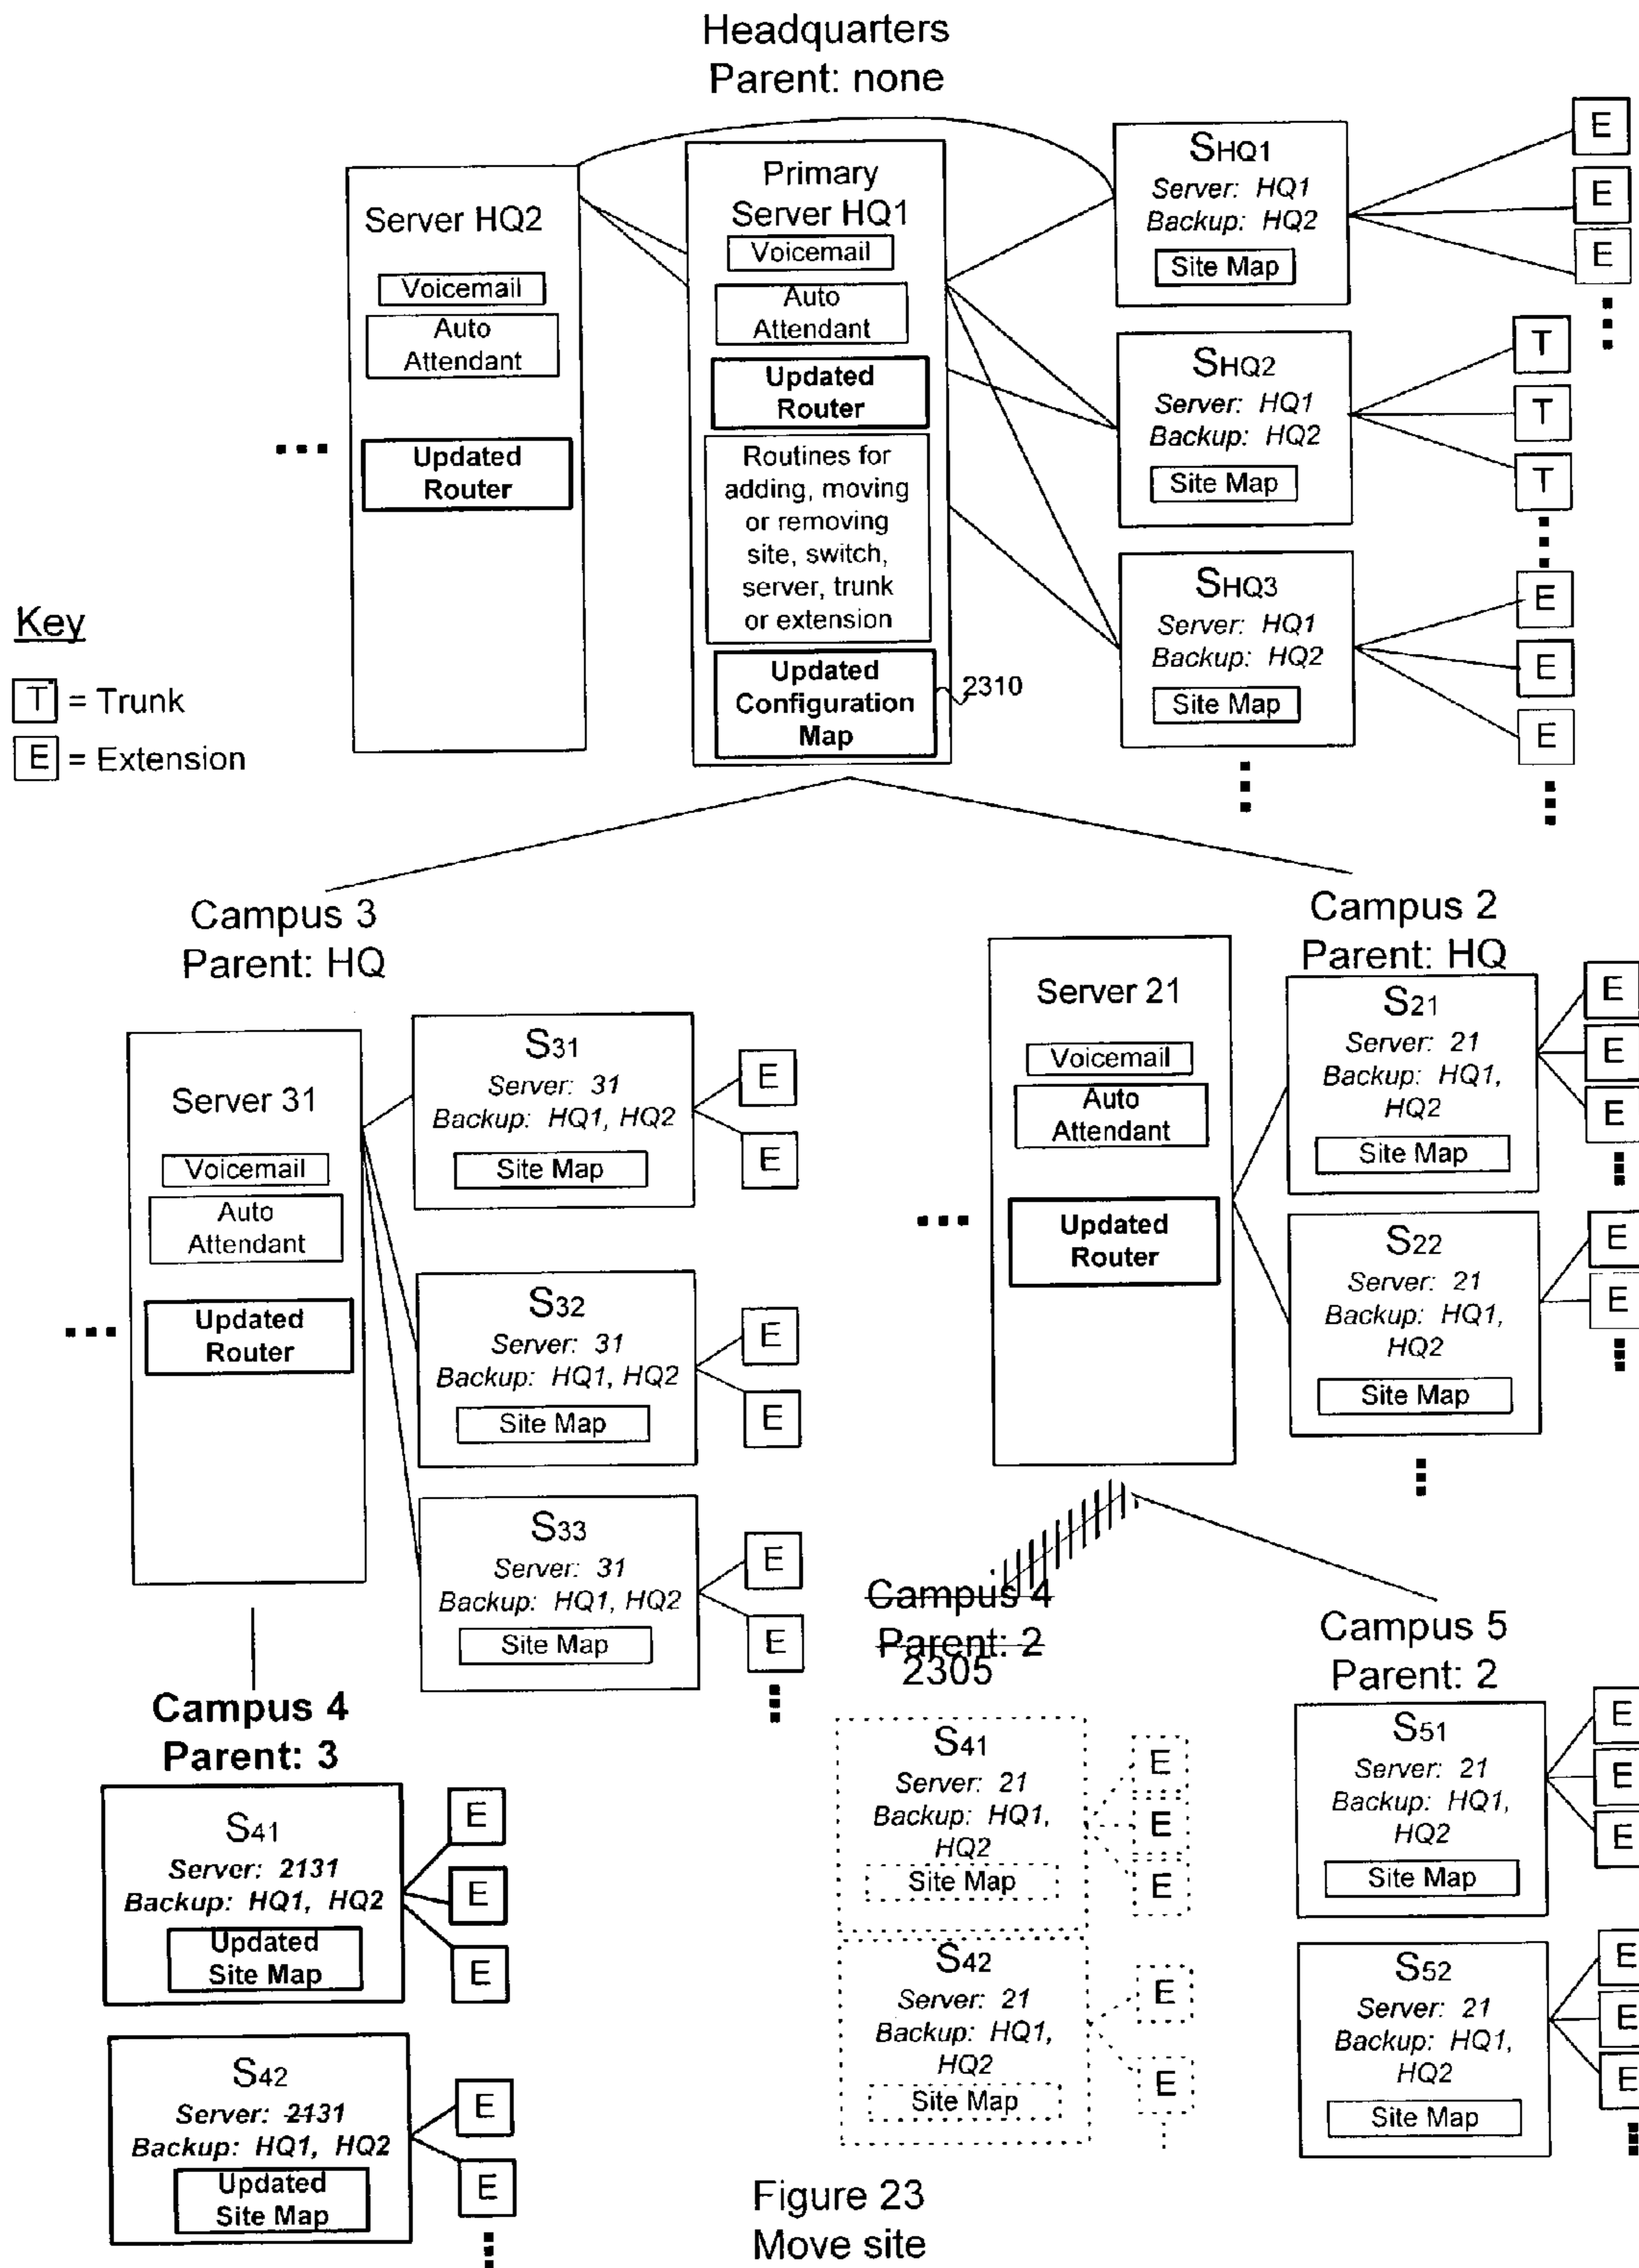 Headquarters
Parent: none
Server HQ2
Voicemail
Auto
Attendant
Updated
Router
Primary
Server HQ1
Voicemail
Auto
Attendant
Updated
Router
Routines for
adding, moving
or removing
site, switch,
server, trunk
or extension
Updated
Configuration
Map
2310
SHQ1
Server: HQ1
Backup: HQ2
Site Map
E
E
E
SHQ2
Server: HQ1
Backup: HQ2
Site Map
T
T
T
SHQ3
Server: HQ1
Backup: HQ2
Site Map
E
E
E
Key
T = Trunk
E = Extension
Campus 3
Parent: HQ
Server 31
Voicemail
Auto
Attendant
Updated
Router
S31
Server: 31
Backup: HQ1, HQ2
Site Map
E
E
S32
Server: 31
Backup: HQ1, HQ2
Site Map
E
E
S33
Server: 31
Backup: HQ1, HQ2
Site Map
E
E
Campus 2
Parent: HQ
Server 21
Voicemail
Auto
Attendant
Updated
Router
S21
Server: 21
Backup: HQ1,
HQ2
Site Map
E
E
E
S22
Server: 21
Backup: HQ1,
HQ2
Site Map
E
E
Campus 4
Parent: 3
S41
Server: 2131
Backup: HQ1, HQ2
Updated
Site Map
E
E
E
S42
Server: 2131
Backup: HQ1, HQ2
Updated
Site Map
E
E
Campus 4
Parent: 2
2305
S41
Server: 21
Backup: HQ1,
HQ2
Site Map
E
E
E
S42
Server: 21
Backup: HQ1,
HQ2
Site Map
E
E
Campus 5
Parent: 2
S51
Server: 21
Backup: HQ1,
HQ2
Site Map
E
E
E
S52
Server: 21
Backup: HQ1,
HQ2
Site Map
E
E
E
Figure 23
Move site